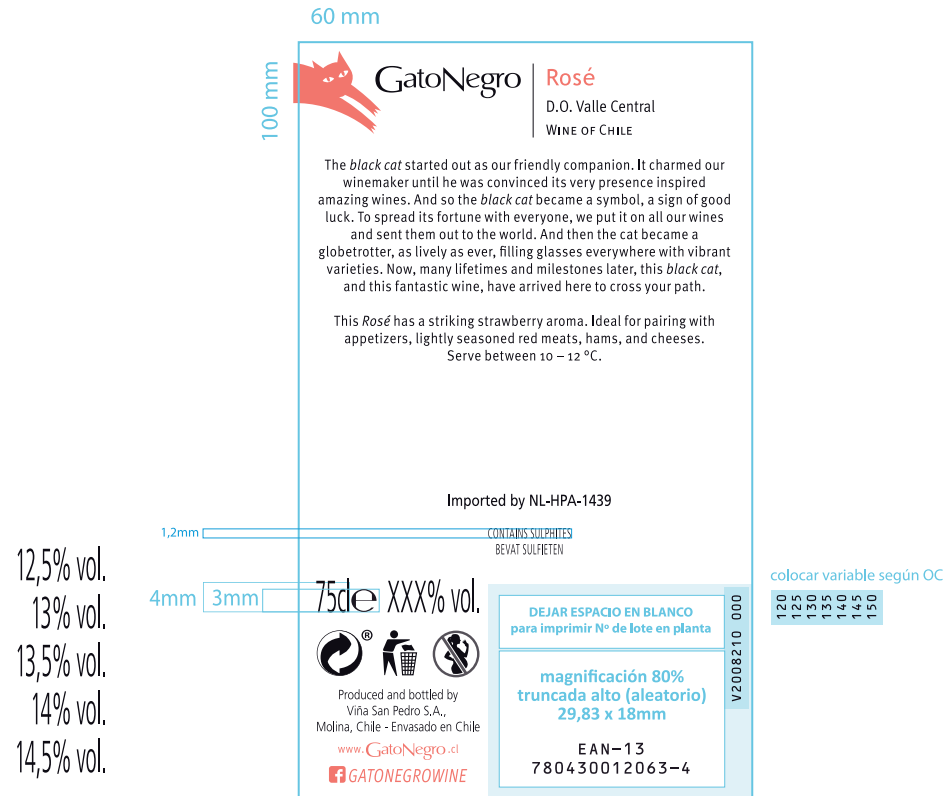 60 mm
100 mm
GatoNegro
Rosé
D.O. Valle Central
WINE OF CHILE
The black cat started out as our friendly companion. It charmed our
winemaker until he was convinced its very presence inspired
amazing wines. And so the black cat became a symbol, a sign of good
luck. To spread its fortune with everyone, we put it on all our wines
and sent them out to the world. And then the cat became a
globetrotter, as lively as ever, filling glasses everywhere with vibrant
varieties. Now, many lifetimes and milestones later, this black cat,
and this fantastic wine, have arrived here to cross your path.
This Rosé has a striking strawberry aroma. Ideal for pairing with
appetizers, lightly seasoned red meats, hams, and cheeses.
Serve between 10 – 12 °C.
Imported by NL-HPA-1439
1,2mm
CONTAINS SULPHITES
BEVAT SULFIETEN
12,5% vol.
13% vol.
13,5% vol.
14% vol.
14,5% vol.
4mm
3mm
75cl e XXX% vol.
®
Produced and bottled by
Viña San Pedro S.A.,
Molina, Chile - Envasado en Chile
www.GatoNegro.cl
GATONEGROWINE
DEJAR ESPACIO EN BLANCO
para imprimir Nº de lote en planta
magnificación 80%
truncada alto (aleatorio)
29,83 x 18mm
EAN-13
780430012063-4
V2008210 000
colocar variable según OC
120
125
130
135
140
145
150